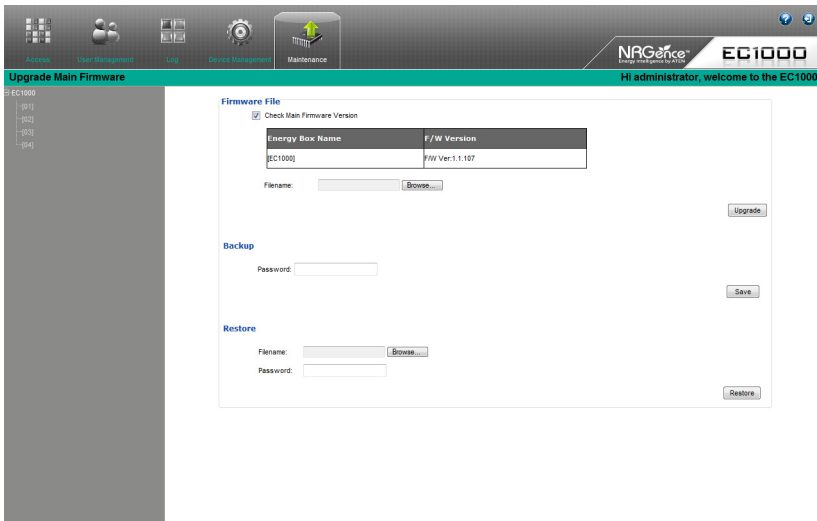 Access User Management Log Device Management Maintenance
NRGence™
Energy Intelligence by ATEN
EC1000
Upgrade Main Firmware
Hi administrator, welcome to the EC1000
EC1000
[01]
[02]
[03]
[04]
Firmware File
Check Main Firmware Version
Energy Box Name F/W Version
[EC1000] F/W Ver:1.1.107
Filename: Browse...
Upgrade
Backup
Password:
Save
Restore
Filename: Browse...
Password:
Restore